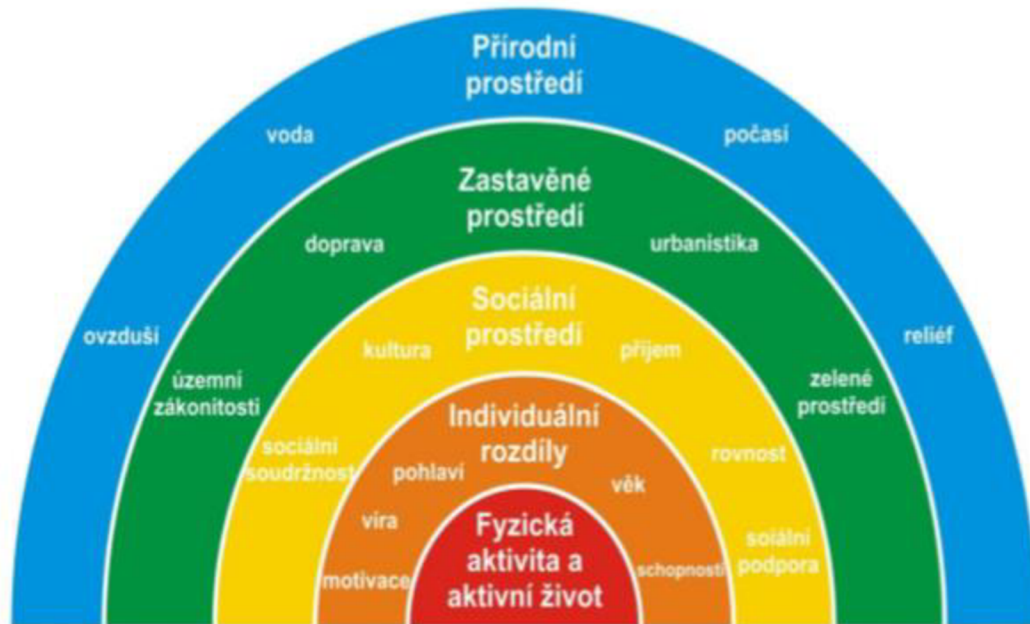 Přírodní
prostředí
voda
počasí
Zastavěné
prostředí
doprava
urbanistika
ovzduší
reliéf
územní
zákonitosti
zelené
prostředí
Sociální
prostředí
kultura
příjem
sociální
soudržnost
rovnost
soiální
podpora
Individuální
rozdíly
pohlaví
věk
víra
motivace
schopnosti
Fyzická
aktivita a
aktivní život